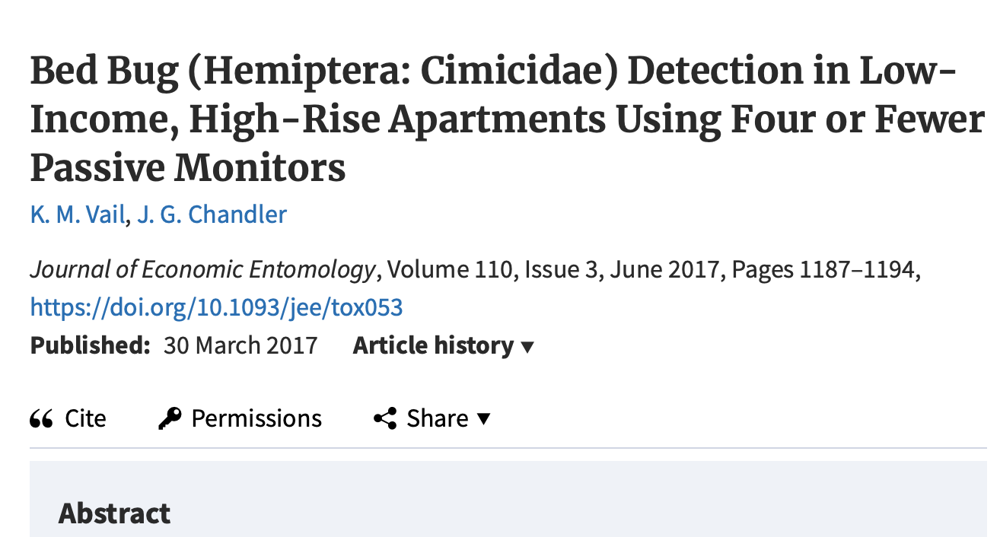 Bed Bug (Hemiptera: Cimicidae) Detection in Low-
Income, High-Rise Apartments Using Four or Fewer
Passive Monitors
K. M. Vail, J. G. Chandler
Journal of Economic Entomology, Volume 110, Issue 3, June 2017, Pages 1187–1194,
https://doi.org/10.1093/jee/tox053
Published: 30 March 2017 Article history ▼
Cite Permissions Share ▼
Abstract